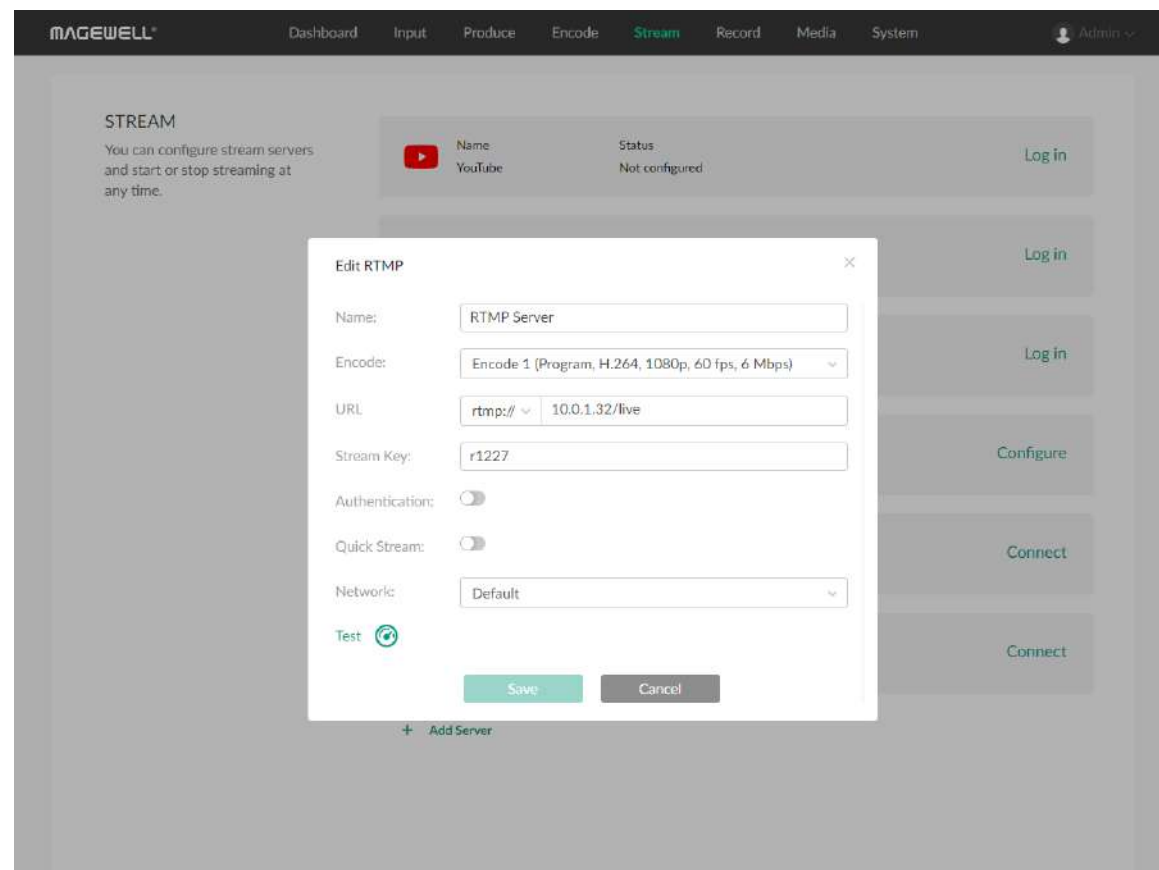 MAGEWELL
Dashboard Input Produce Encode Stream Record Media System Admin
STREAM
You can configure stream servers
and start or stop streaming at
any time.
Name Status
YouTube Not configured
Log in
Log in
Log in
Configure
Connect
Connect
Edit RTMP
Name: RTMP Server
Encode: Encode 1 (Program, H.264, 1080p, 60 fps, 6 Mbps)
URL rtmp:// 10.0.1.32/live
Stream Key: r1227
Authentication:
Quick Stream:
Network: Default
Test
Save Cancel
+ Add Server